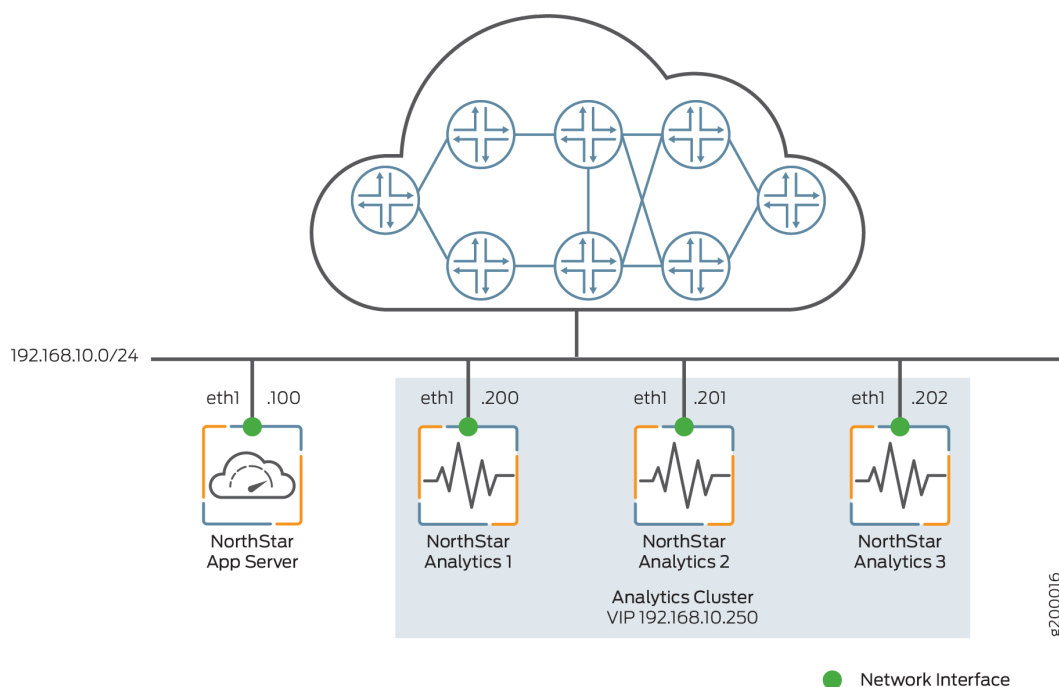 192.168.10.0/24
eth1 .100
eth1 .200
eth1 .201
eth1 .202
NorthStar
App Server
NorthStar
Analytics 1
NorthStar
Analytics 2
NorthStar
Analytics 3
Analytics Cluster
VIP 192.168.10.250
g200016
Network Interface